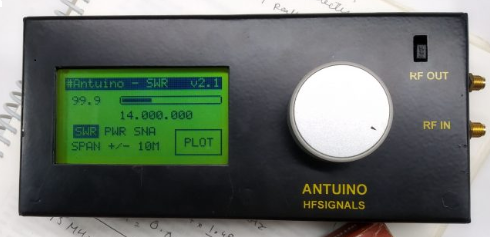 #Antuino - SWR v2.1
99.9
14.000.000
SWR PWR SNA
SPAN +/- 10M PLOT
RF OUT
RF IN
ANTUINO
HFSIGNALS